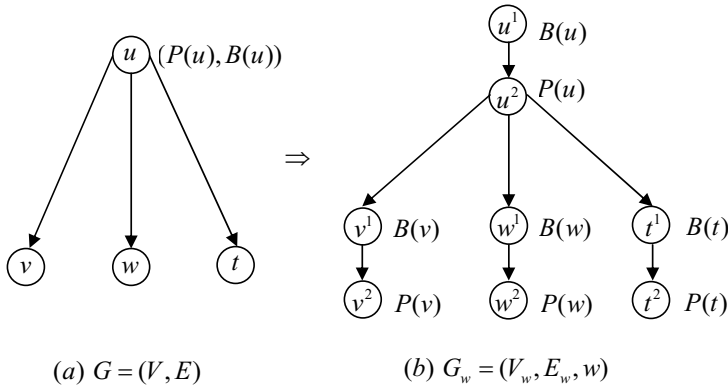 u¹ B(u)
u (P(u), B(u))
u² P(u)
⇒
v¹ B(v) w¹ B(w) t¹ B(t)
v w t
v² P(v) w² P(w) t² P(t)
(a) G = (V, E)
(b) G_w = (V_w, E_w, w)